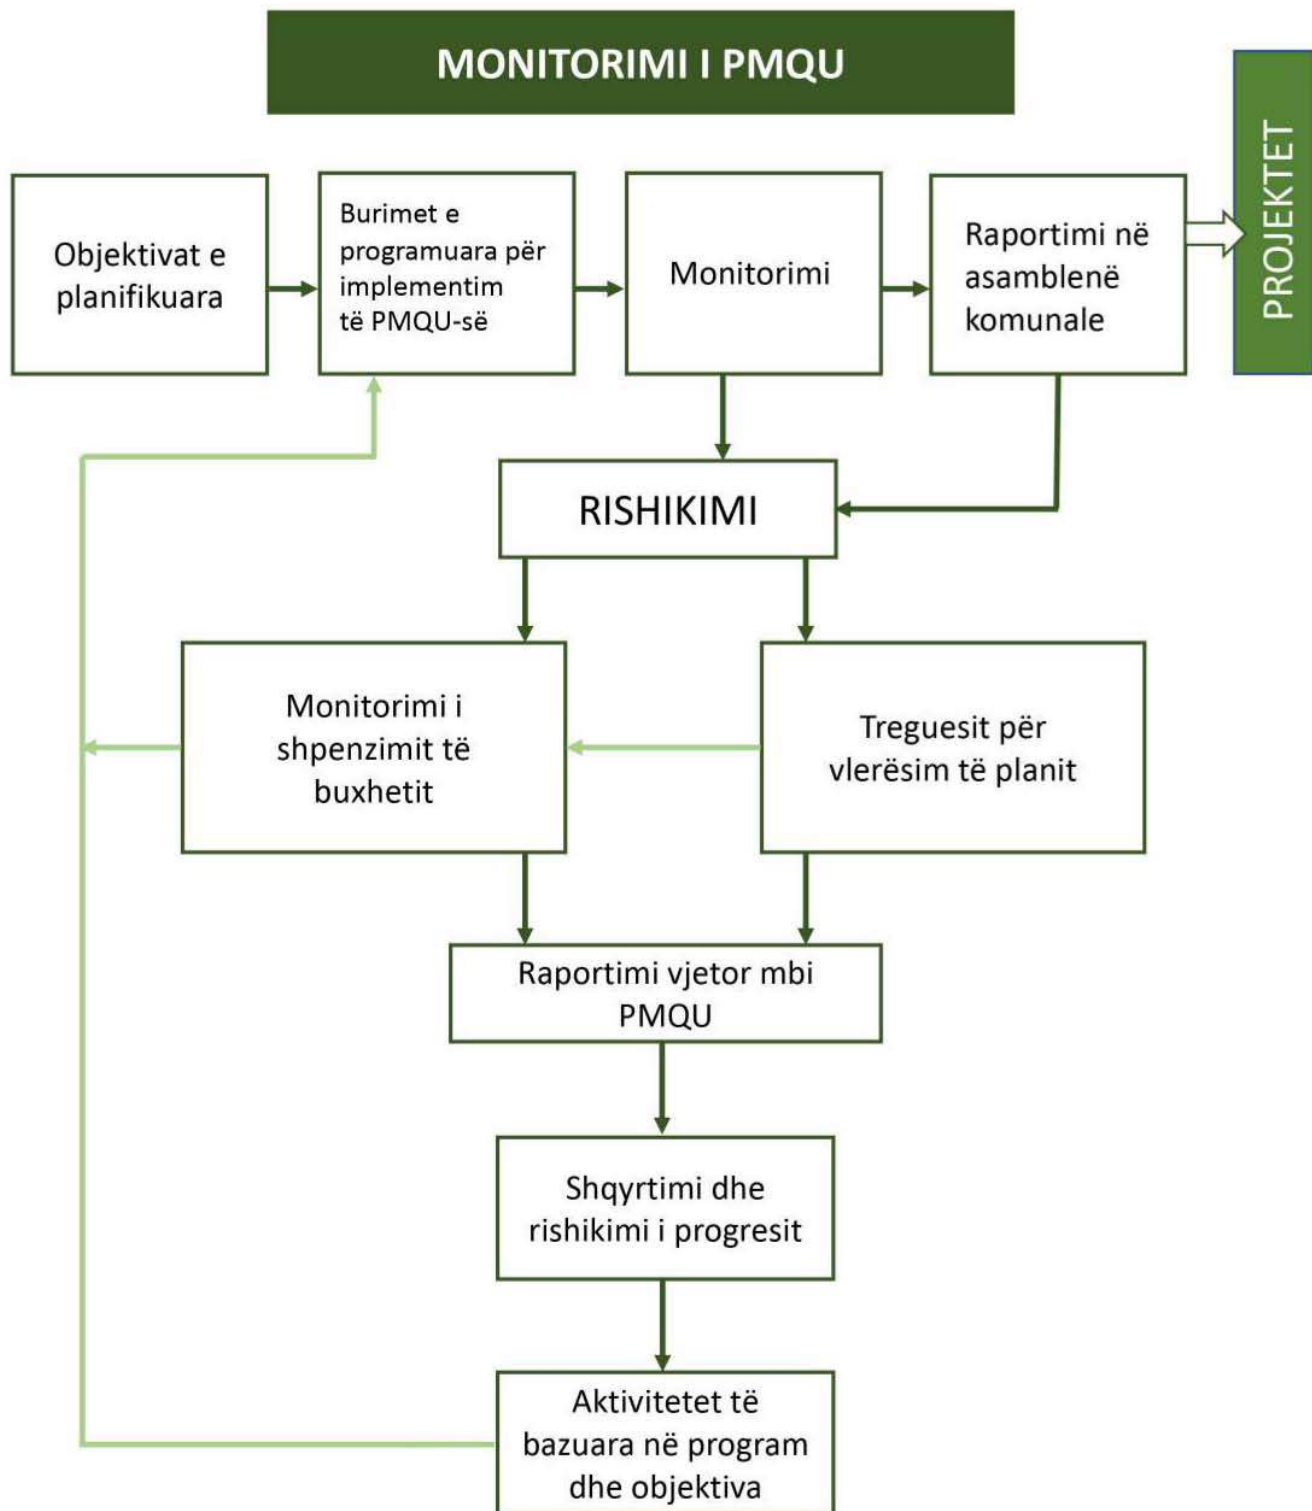 MONITORIMI I PMQU
PROJEKTET
Objektivat e
planifikuara
Burimet e
programuara për
implementim
të PMQU-së
Monitorimi
Raportimi në
asamblenë
komunale
RISHIKIMI
Monitorimi i
shpenzimit të
buxhetit
Treguesit për
vlerësim të planit
Raportimi vjetor mbi
PMQU
Shqyrtimi dhe
rishikimi i progresit
Aktivitetet të
bazuara në program
dhe objektiva